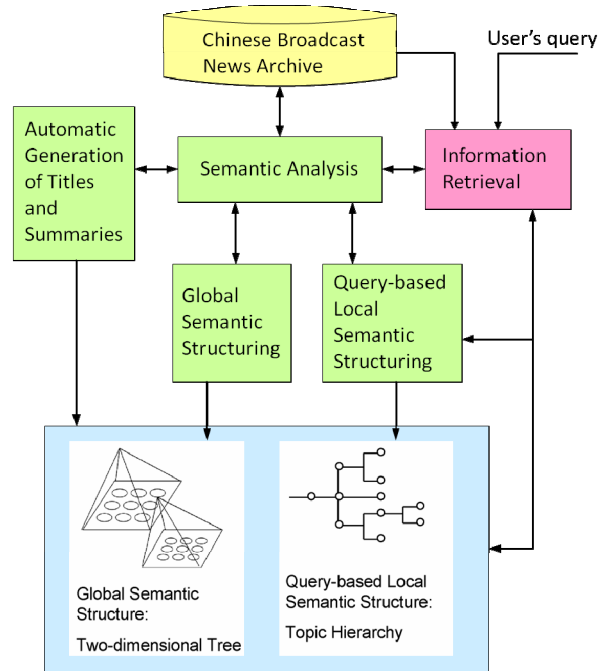 Chinese Broadcast
News Archive
User's query
Automatic
Generation
of Titles
and
Summaries
Semantic Analysis
Information
Retrieval
Global
Semantic
Structuring
Query-based
Local
Semantic
Structuring
Global Semantic
Structure:
Two-dimensional Tree
Query-based Local
Semantic Structure:
Topic Hierarchy